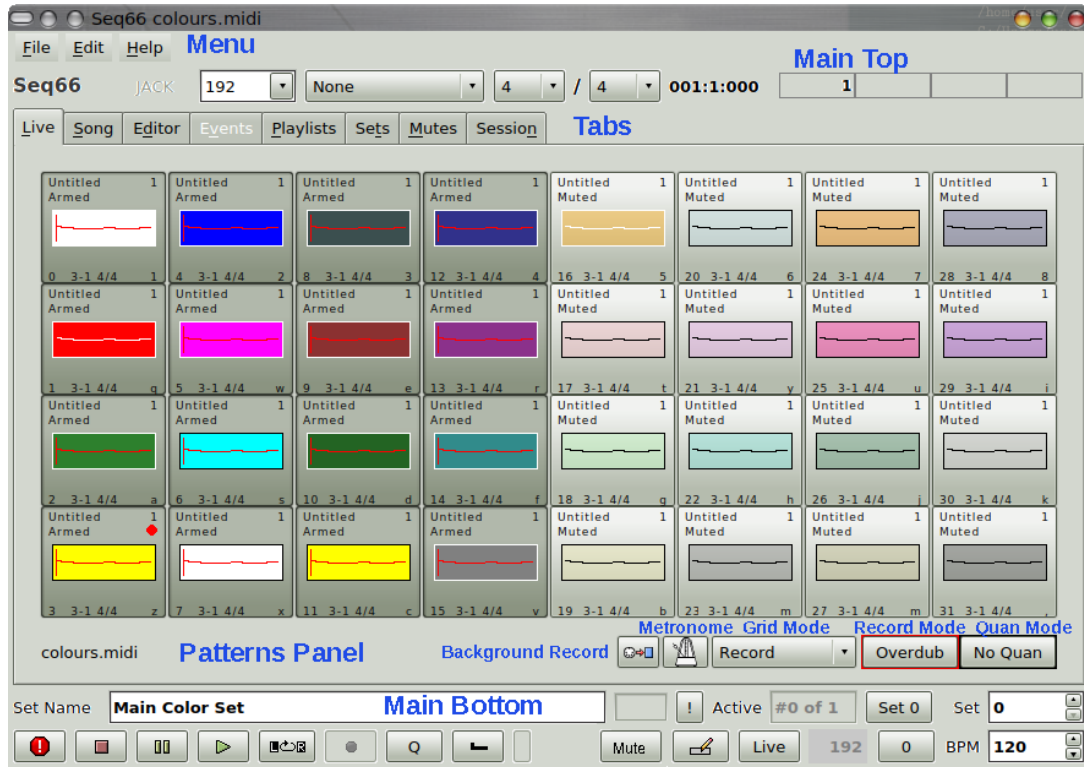 Seq66 colours.midi
File Edit Help Menu
Main Top
Seq66 JACK 192 None 4 / 4 001:1:000 1
Live Song Editor Events Playlists Sets Mutes Session Tabs
Untitled 1 Untitled 1 Untitled 1 Untitled 1 Untitled 1 Untitled 1 Untitled 1 Untitled 1
Armed Armed Armed Armed Muted Muted Muted Muted
0 3-1 4/4 1 4 3-1 4/4 2 8 3-1 4/4 3 12 3-1 4/4 4 16 3-1 4/4 5 20 3-1 4/4 6 24 3-1 4/4 7 28 3-1 4/4 8
Untitled 1 Untitled 1 Untitled 1 Untitled 1 Untitled 1 Untitled 1 Untitled 1 Untitled 1
Armed Armed Armed Armed Muted Muted Muted Muted
1 3-1 4/4 q 5 3-1 4/4 w 9 3-1 4/4 e 13 3-1 4/4 r 17 3-1 4/4 t 21 3-1 4/4 y 25 3-1 4/4 u 29 3-1 4/4 i
Untitled 1 Untitled 1 Untitled 1 Untitled 1 Untitled 1 Untitled 1 Untitled 1 Untitled 1
Armed Armed Armed Armed Muted Muted Muted Muted
2 3-1 4/4 a 6 3-1 4/4 s 10 3-1 4/4 d 14 3-1 4/4 f 18 3-1 4/4 g 22 3-1 4/4 h 26 3-1 4/4 j 30 3-1 4/4 k
Untitled 1 Untitled 1 Untitled 1 Untitled 1 Untitled 1 Untitled 1 Untitled 1 Untitled 1
Armed Armed Armed Armed Muted Muted Muted Muted
3 3-1 4/4 z 7 3-1 4/4 x 11 3-1 4/4 c 15 3-1 4/4 v 19 3-1 4/4 b 23 3-1 4/4 m 27 3-1 4/4 m 31 3-1 4/4 ,
Metronome Grid Mode Record Mode Quan Mode
colours.midi Patterns Panel Background Record Record Overdub No Quan
Set Name Main Color Set Main Bottom ! Active #0 of 1 Set 0 Set 0
! L R Q Mute Live 192 0 BPM 120